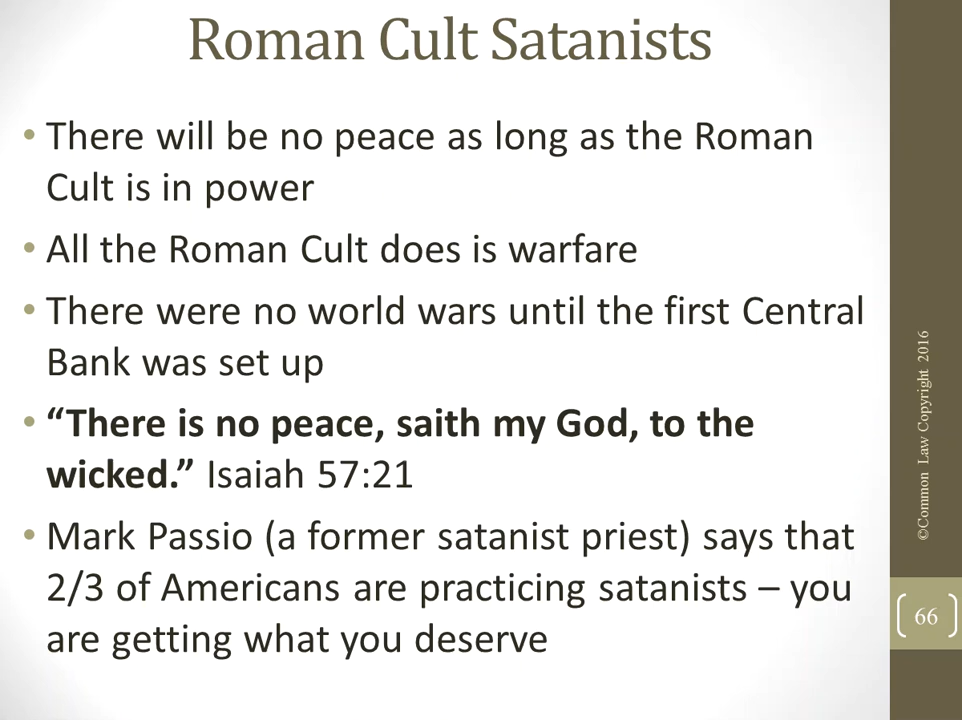 Roman Cult Satanists
• There will be no peace as long as the Roman
Cult is in power
• All the Roman Cult does is warfare
• There were no world wars until the first Central
Bank was set up
• “There is no peace, saith my God, to the
wicked.” Isaiah 57:21
• Mark Passio (a former satanist priest) says that
2/3 of Americans are practicing satanists – you
are getting what you deserve
©Common Law Copyright 2016
66